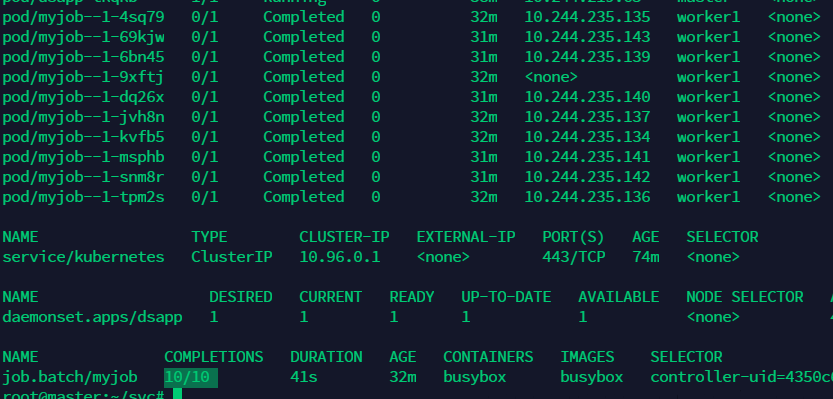 pod/myjob--1-4sq79   0/1     Completed   0          32m   10.244.235.135   worker1   <none>
pod/myjob--1-69kjw   0/1     Completed   0          31m   10.244.235.143   worker1   <none>
pod/myjob--1-6bn45   0/1     Completed   0          31m   10.244.235.139   worker1   <none>
pod/myjob--1-9xftj   0/1     Completed   0          32m   <none>           worker1   <none>
pod/myjob--1-dq26x   0/1     Completed   0          31m   10.244.235.140   worker1   <none>
pod/myjob--1-jvh8n   0/1     Completed   0          32m   10.244.235.137   worker1   <none>
pod/myjob--1-kvfb5   0/1     Completed   0          32m   10.244.235.134   worker1   <none>
pod/myjob--1-msphb   0/1     Completed   0          31m   10.244.235.141   worker1   <none>
pod/myjob--1-snm8r   0/1     Completed   0          31m   10.244.235.142   worker1   <none>
pod/myjob--1-tpm2s   0/1     Completed   0          32m   10.244.235.136   worker1   <none>
NAME                 TYPE        CLUSTER-IP   EXTERNAL-IP   PORT(S)   AGE   SELECTOR
service/kubernetes   ClusterIP   10.96.0.1    <none>        443/TCP   74m   <none>
NAME                   DESIRED   CURRENT   READY   UP-TO-DATE   AVAILABLE   NODE SELECTOR
daemonset.apps/dsapp   1         1         1       1            1           <none>
NAME              COMPLETIONS   DURATION   AGE   CONTAINERS   IMAGES    SELECTOR
job.batch/myjob   10/10         41s        32m   busybox      busybox   controller-uid=4350c
root@master:~/svc#